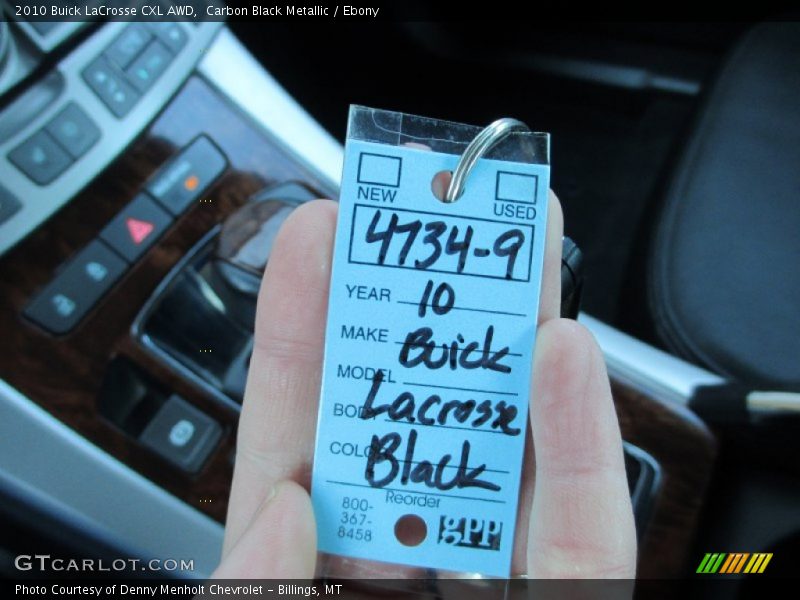 2010 Buick LaCrosse CXL AWD,  Carbon Black Metallic / Ebony
NEW USED
4734-9
YEAR 10
MAKE Buick
MODEL
BODY Lacrosse
COLO Black
Reorder
800-
367-
8458
gpp
GTCARLOT.COM
Photo Courtesy of Denny Menholt Chevrolet - Billings, MT